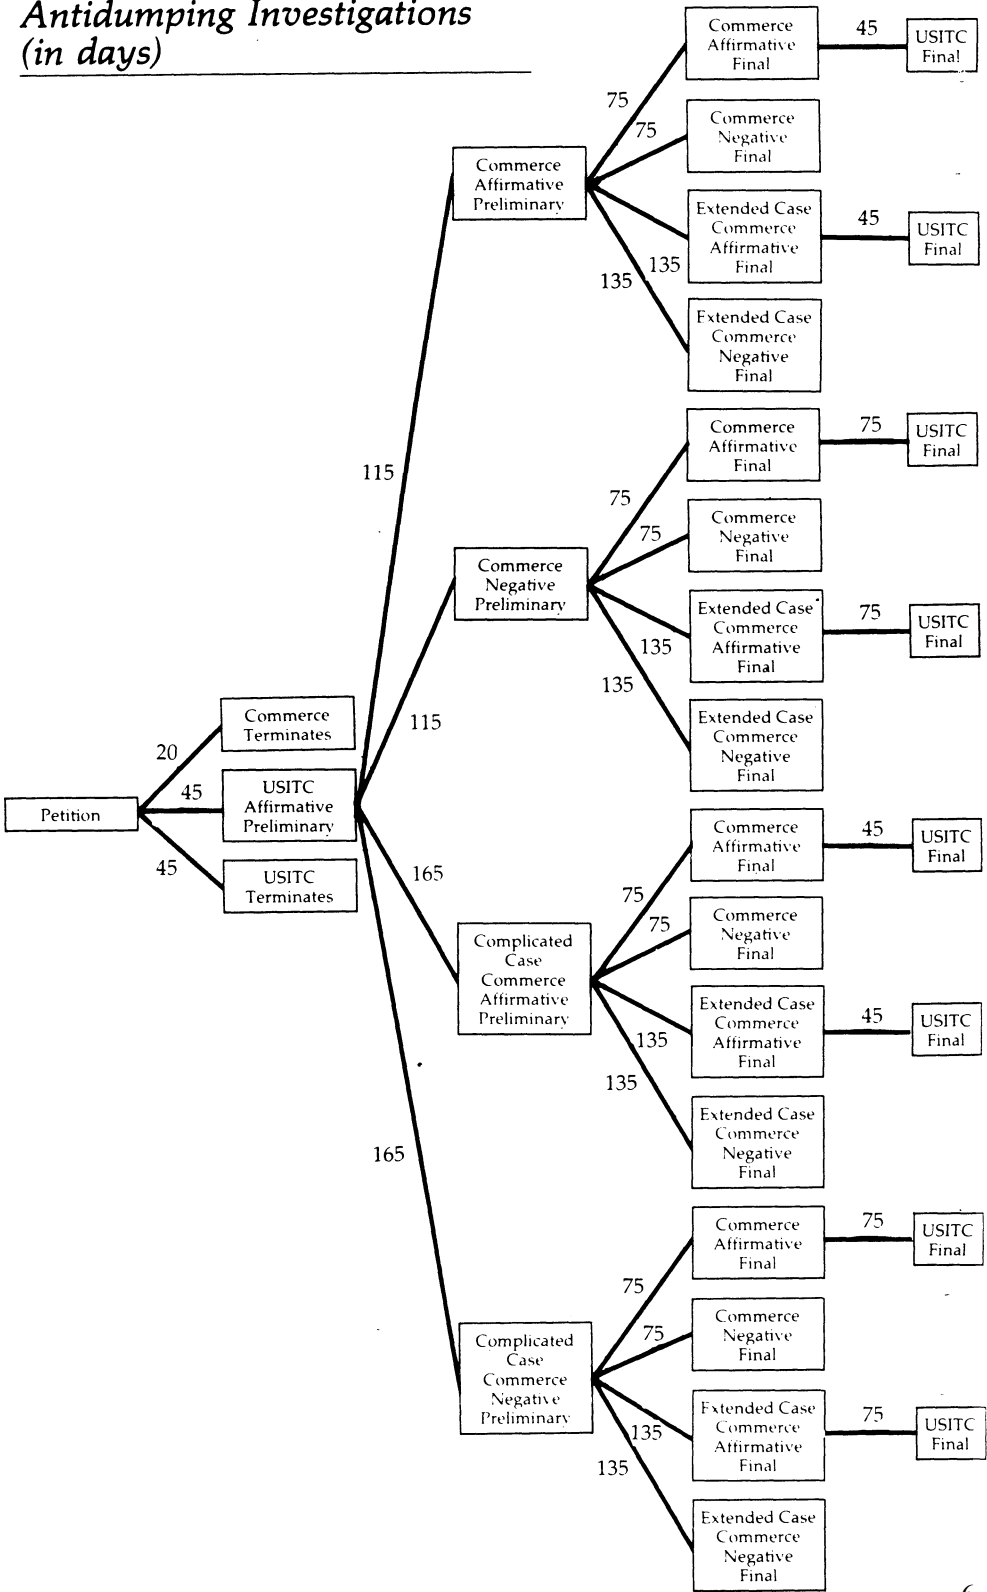 Antidumping Investigations
(in days)
Petition
20
45
45
Commerce
Terminates
USITC
Affirmative
Preliminary
USITC
Terminates
115
115
165
165
Commerce
Affirmative
Preliminary
75
75
135
135
Commerce
Affirmative
Final
45
USITC
Final
Commerce
Negative
Final
Extended Case
Commerce
Affirmative
Final
45
USITC
Final
Extended Case
Commerce
Negative
Final
Commerce
Negative
Preliminary
75
75
135
135
Commerce
Affirmative
Final
75
USITC
Final
Commerce
Negative
Final
Extended Case
Commerce
Affirmative
Final
75
USITC
Final
Extended Case
Commerce
Negative
Final
Complicated
Case
Commerce
Affirmative
Preliminary
75
75
135
135
Commerce
Affirmative
Final
45
USITC
Final
Commerce
Negative
Final
Extended Case
Commerce
Affirmative
Final
45
USITC
Final
Extended Case
Commerce
Negative
Final
Complicated
Case
Commerce
Negative
Preliminary
75
75
135
135
Commerce
Affirmative
Final
75
USITC
Final
Commerce
Negative
Final
Extended Case
Commerce
Affirmative
Final
75
USITC
Final
Extended Case
Commerce
Negative
Final